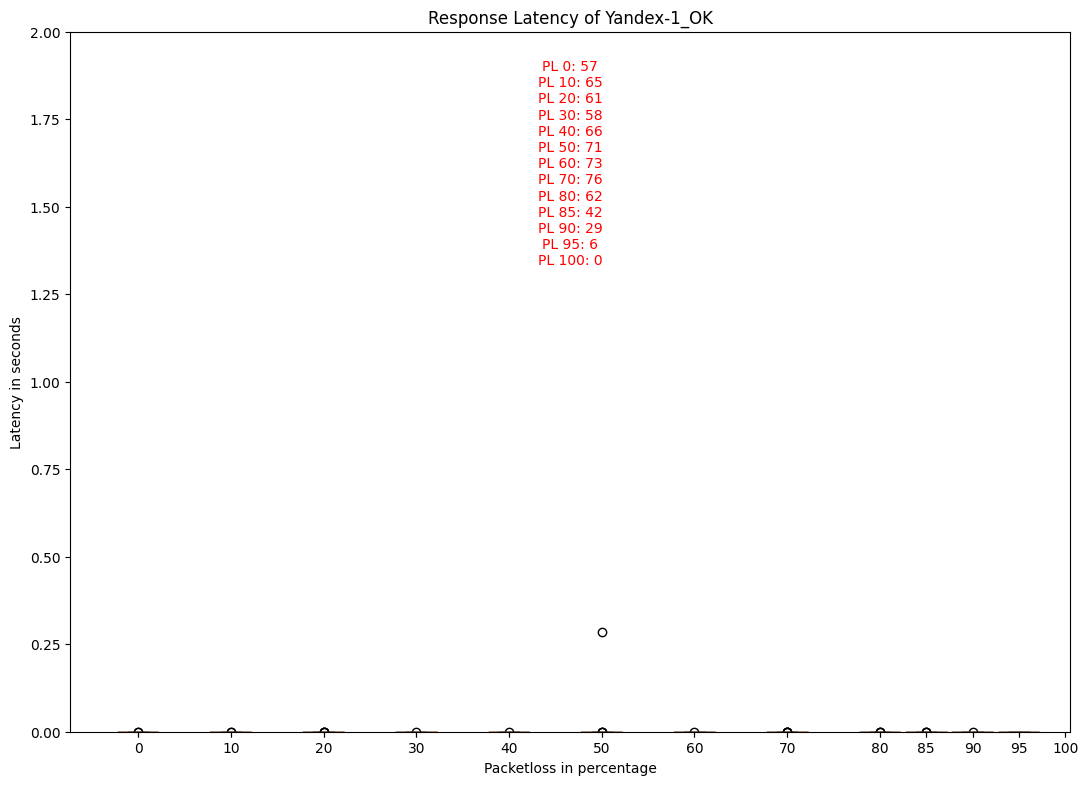 Response Latency of Yandex-1_OK
PL 0: 57
PL 10: 65
PL 20: 61
PL 30: 58
PL 40: 66
PL 50: 71
PL 60: 73
PL 70: 76
PL 80: 62
PL 85: 42
PL 90: 29
PL 95: 6
PL 100: 0
Latency in seconds
2.00
1.75
1.50
1.25
1.00
0.75
0.50
0.25
0.00
0 10 20 30 40 50 60 70 80 85 90 95 100
Packetloss in percentage